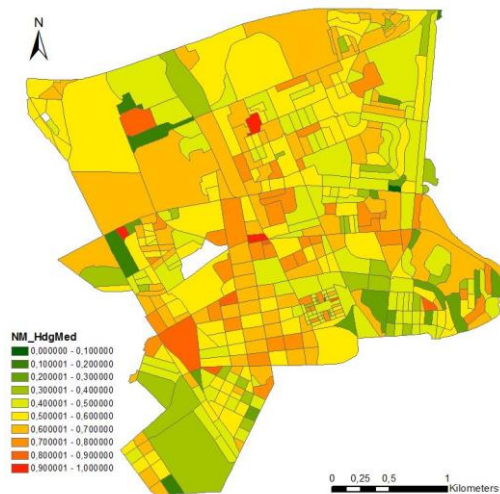 N
NM_HdgMed
0,000000 - 0,100000
0,100001 - 0,200000
0,200001 - 0,300000
0,300001 - 0,400000
0,400001 - 0,500000
0,500001 - 0,600000
0,600001 - 0,700000
0,700001 - 0,800000
0,800001 - 0,900000
0,900001 - 1,000000
0 0,25 0,5 1
Kilometers